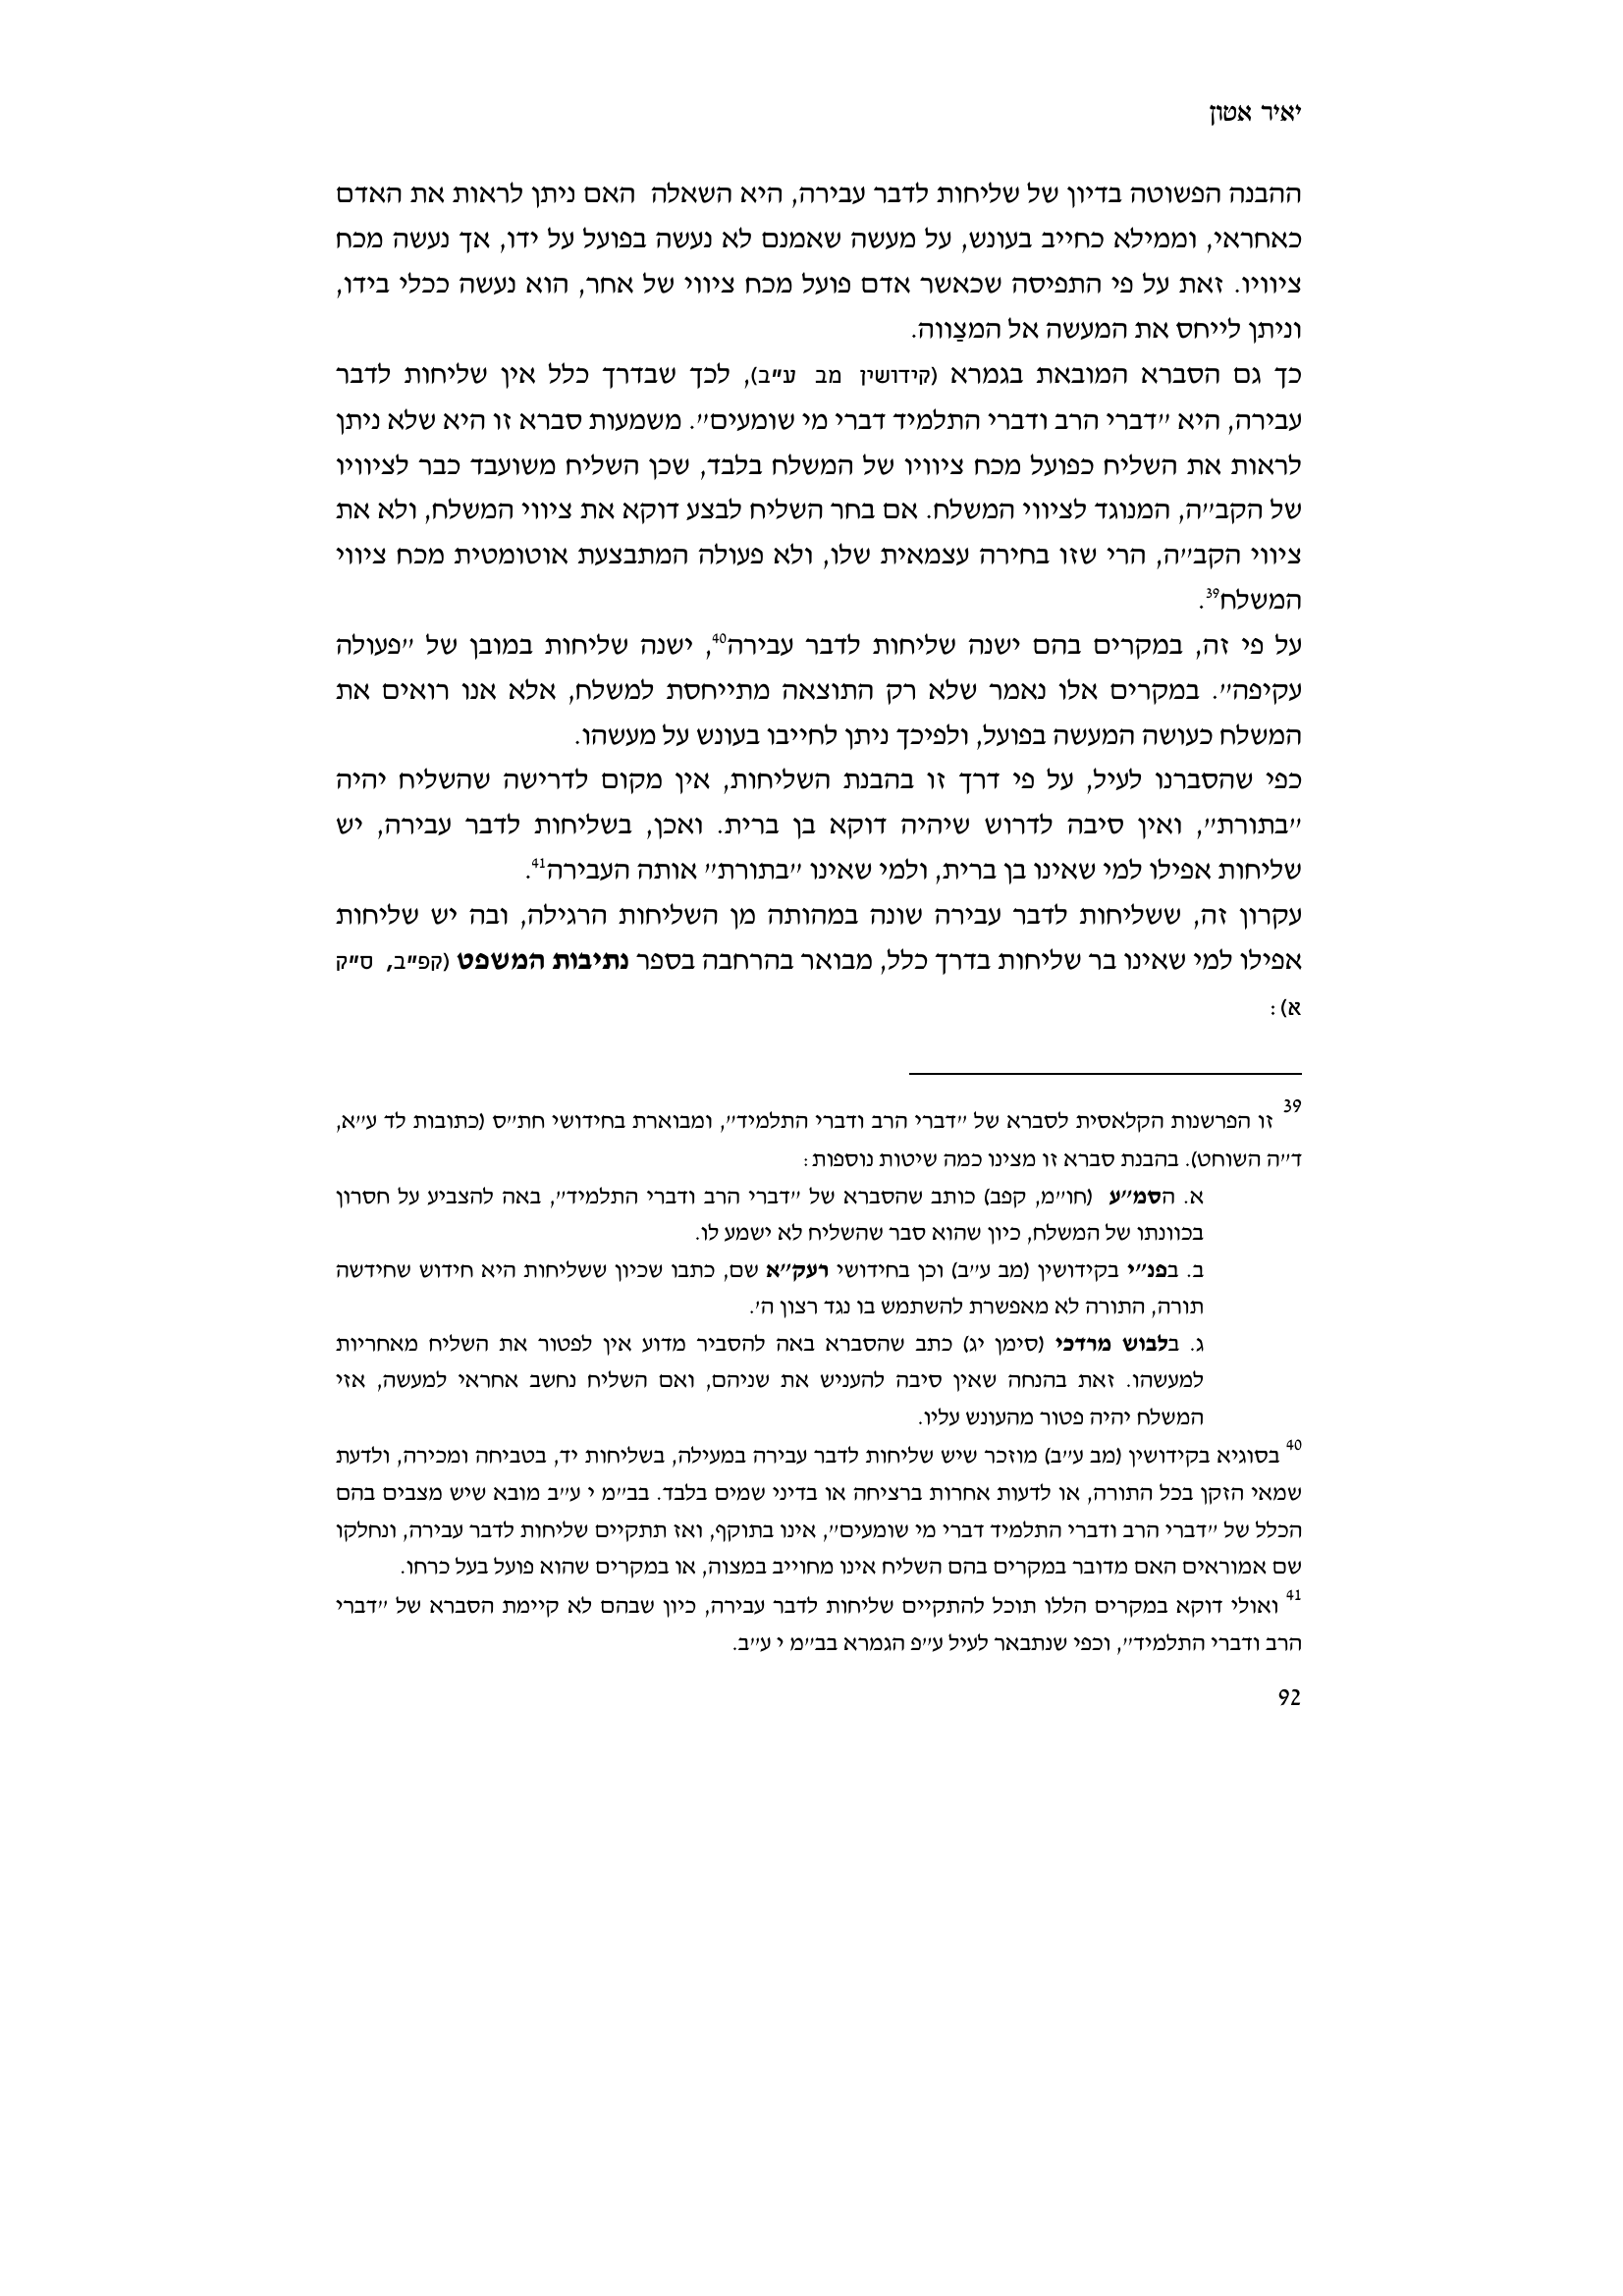 יאיר אטון
ההבנה הפשוטה בדיון של שליחות לדבר עבירה, היא השאלה האם ניתן לראות את האדם
כאחראי, וממילא כחייב בעונש, על מעשה שאמנם לא נעשה בפועל על ידו, אך נעשה מכח
ציוויו. זאת על פי התפיסה שכאשר אדם פועל מכח ציווי של אחר, הוא נעשה ככלי בידו,
וניתן לייחס את המעשה אל המצַווה.
כך גם הסברא המובאת בגמרא (קידושין מב ע"ב), לכך שבדרך כלל אין שליחות לדבר
עבירה, היא "דברי הרב ודברי התלמיד דברי מי שומעים". משמעות סברא זו היא שלא ניתן
לראות את השליח כפועל מכח ציוויו של המשלח בלבד, שכן השליח משועבד כבר לציוויו
של הקב"ה, המנוגד לציווי המשלח. אם בחר השליח לבצע דוקא את ציווי המשלח, ולא את
ציווי הקב"ה, הרי שזו בחירה עצמאית שלו, ולא פעולה המתבצעת אוטומטית מכח ציווי
המשלח39.
על פי זה, במקרים בהם ישנה שליחות לדבר עבירה40, ישנה שליחות במובן של "פעולה
עקיפה". במקרים אלו נאמר שלא רק התוצאה מתייחסת למשלח, אלא אנו רואים את
המשלח כעושה המעשה בפועל, ולפיכך ניתן לחייבו בעונש על מעשהו.
כפי שהסברנו לעיל, על פי דרך זו בהבנת השליחות, אין מקום לדרישה שהשליח יהיה
"בתורת", ואין סיבה לדרוש שיהיה דוקא בן ברית. ואכן, בשליחות לדבר עבירה, יש
שליחות אפילו למי שאינו בן ברית, ולמי שאינו "בתורת" אותה העבירה41.
עקרון זה, ששליחות לדבר עבירה שונה במהותה מן השליחות הרגילה, ובה יש שליחות
אפילו למי שאינו בר שליחות בדרך כלל, מבואר בהרחבה בספר נתיבות המשפט (קפ"ב, ס"ק
א):
39 זו הפרשנות הקלאסית לסברא של "דברי הרב ודברי התלמיד", ומבוארת בחידושי חת"ס (כתובות לד ע"א,
ד"ה השוחט). בהבנת סברא זו מצינו כמה שיטות נוספות:
א. הסמ"ע (חו"מ, קפב) כותב שהסברא של "דברי הרב ודברי התלמיד", באה להצביע על חסרון
בכוונתו של המשלח, כיון שהוא סבר שהשליח לא ישמע לו.
ב. בפנ"י בקידושין (מב ע"ב) וכן בחידושי רעק"א שם, כתבו שכיון ששליחות היא חידוש שחידשה
תורה, התורה לא מאפשרת להשתמש בו נגד רצון ה'.
ג. בלבוש מרדכי (סימן יג) כתב שהסברא באה להסביר מדוע אין לפטור את השליח מאחריות
למעשהו. זאת בהנחה שאין סיבה להעניש את שניהם, ואם השליח נחשב אחראי למעשה, אזי
המשלח יהיה פטור מהעונש עליו.
40 בסוגיא בקידושין (מב ע"ב) מוזכר שיש שליחות לדבר עבירה במעילה, בשליחות יד, בטביחה ומכירה, ולדעת
שמאי הזקן בכל התורה, או לדעות אחרות ברציחה או בדיני שמים בלבד. בב"מ י ע"ב מובא שיש מצבים בהם
הכלל של "דברי הרב ודברי התלמיד דברי מי שומעים", אינו בתוקף, ואז תתקיים שליחות לדבר עבירה, ונחלקו
שם אמוראים האם מדובר במקרים בהם השליח אינו מחוייב במצוה, או במקרים שהוא פועל בעל כרחו.
41 ואולי דוקא במקרים הללו תוכל להתקיים שליחות לדבר עבירה, כיון שבהם לא קיימת הסברא של "דברי
הרב ודברי התלמיד", וכפי שנתבאר לעיל ע"פ הגמרא בב"מ י ע"ב.
92